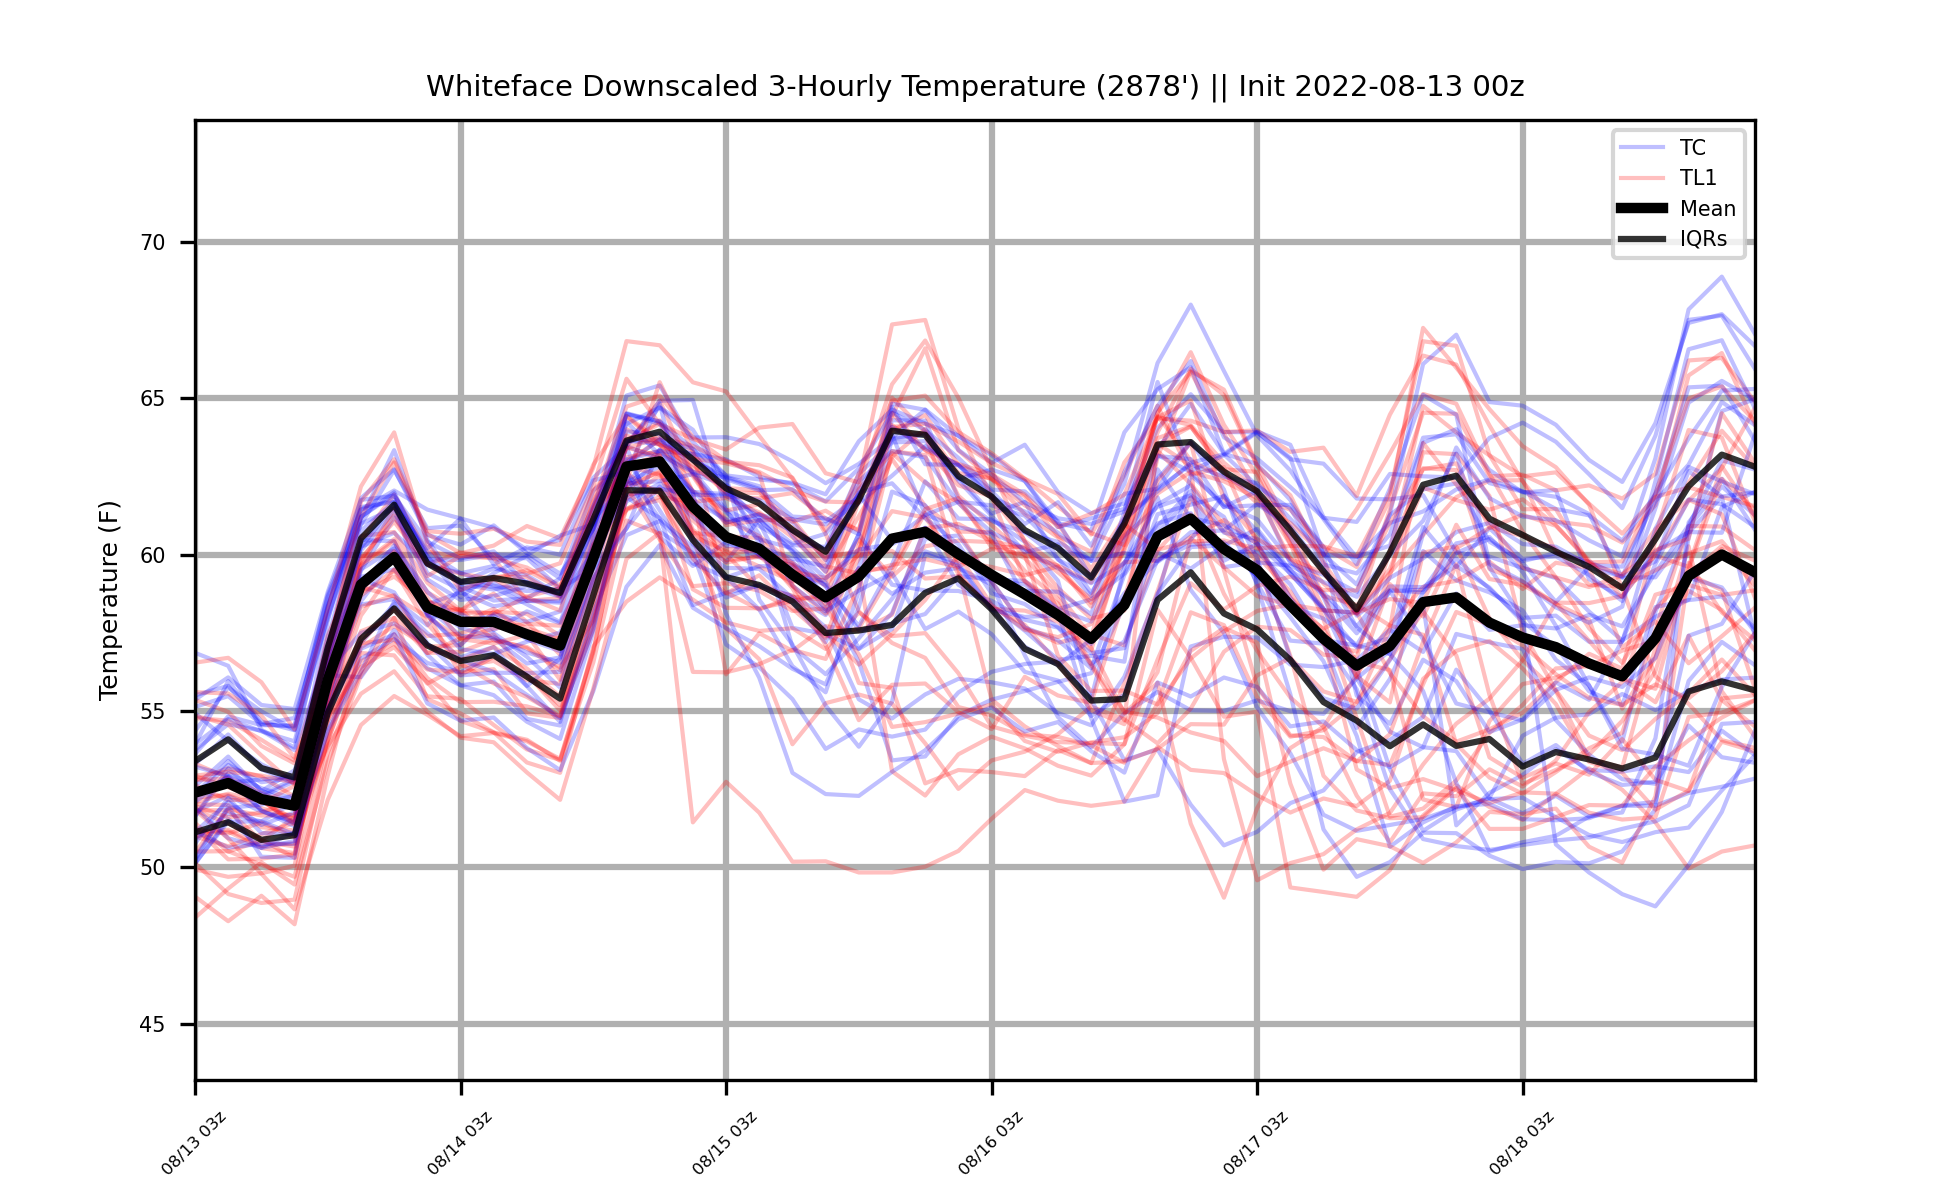 Whiteface Downscaled 3-Hourly Temperature (2878') || Init 2022-08-13 00z
TC
TL1
Mean
IQRs
Temperature (F)
70
65
60
55
50
45
08/13 03z
08/14 03z
08/15 03z
08/16 03z
08/17 03z
08/18 03z